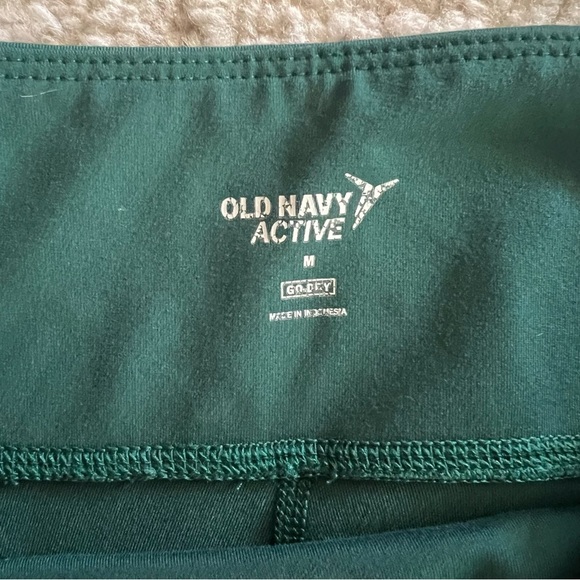 OLD NAVY
ACTIVE
M
GO-DRY
MADE IN INDONESIA